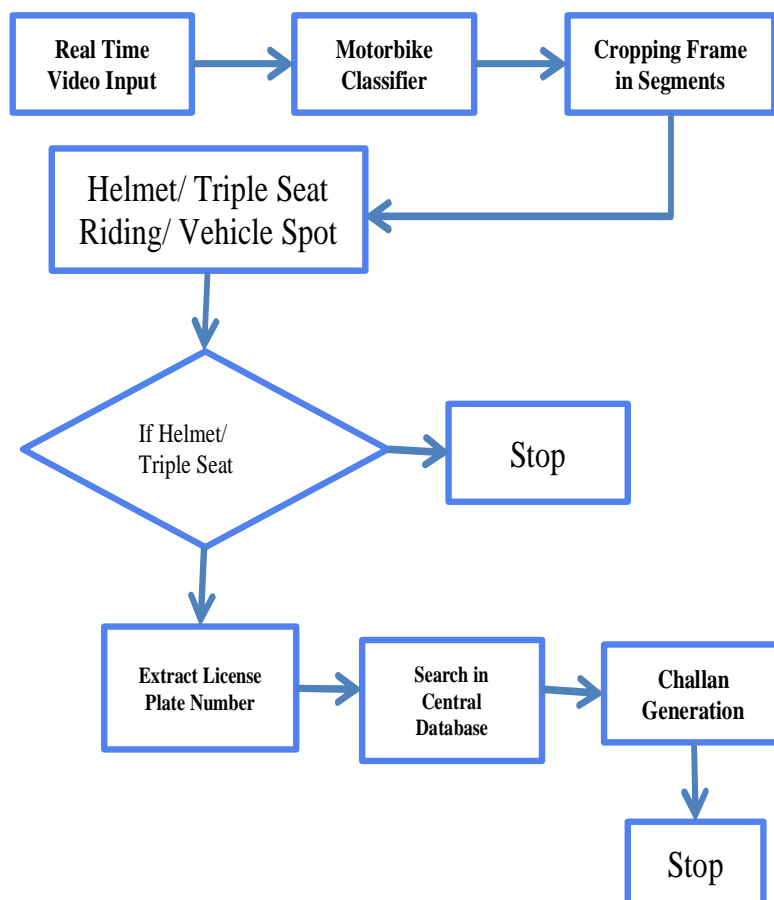 Real Time
Video Input
Motorbike
Classifier
Cropping Frame
in Segments
Helmet/ Triple Seat
Riding/ Vehicle Spot
If Helmet/
Triple Seat
Stop
Extract License
Plate Number
Search in
Central
Database
Challan
Generation
Stop